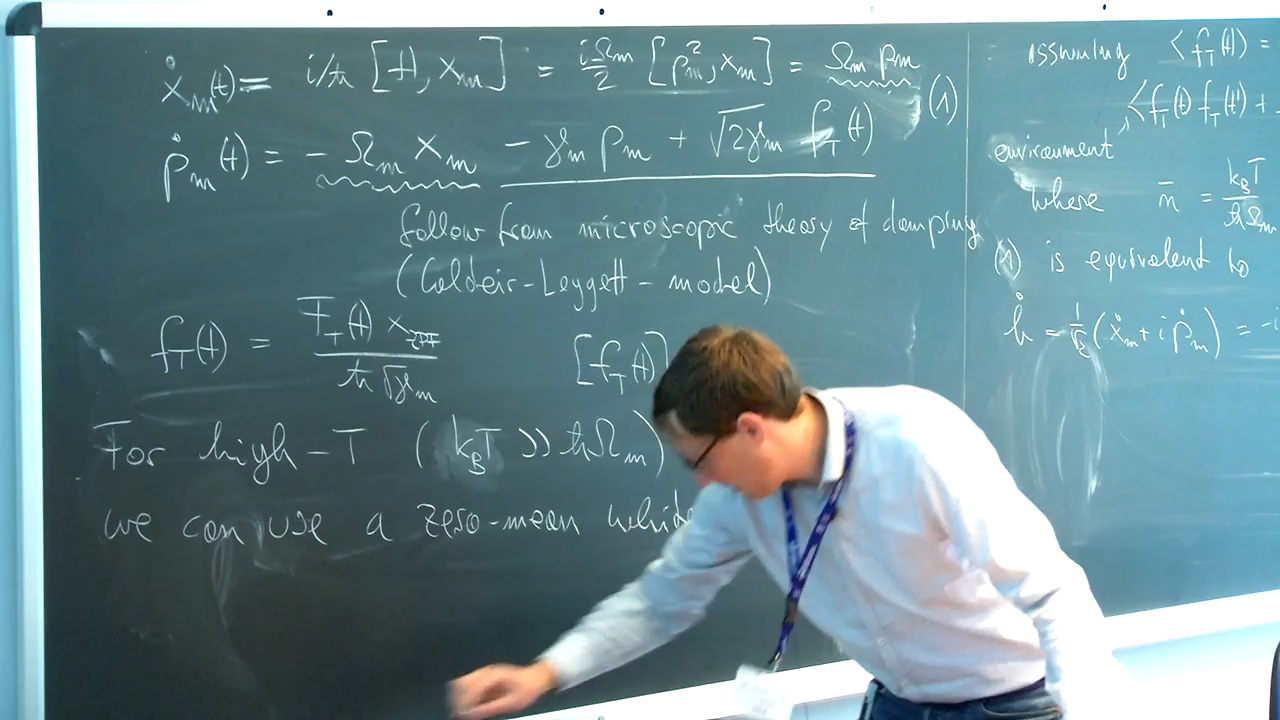 ẋ_m(t) = i/ħ [H, x_m] = iΩ_m/2 [p_m², x_m] = Ω_m p_m
(1)
ṗ_m(t) = - Ω_m x_m - γ_m p_m + √2γ_m f_T(t)
follow from microscopic theory of damping
(Caldeir-Leggett-model)
f_T(t) = F_T(t) x_ZPF / ħ√γ_m [f_T(t)]
For high-T (k_BT >> ħΩ_m)
we can use a zero-mean white
assuming <f_T(t)> =
<f_T(t) f_T(t') +
environment
where n̄ = k_BT / ħΩ_m
(1) is equivalent to
ḃ = 1/√2 (ẋ_m + i ṗ_m) = -i